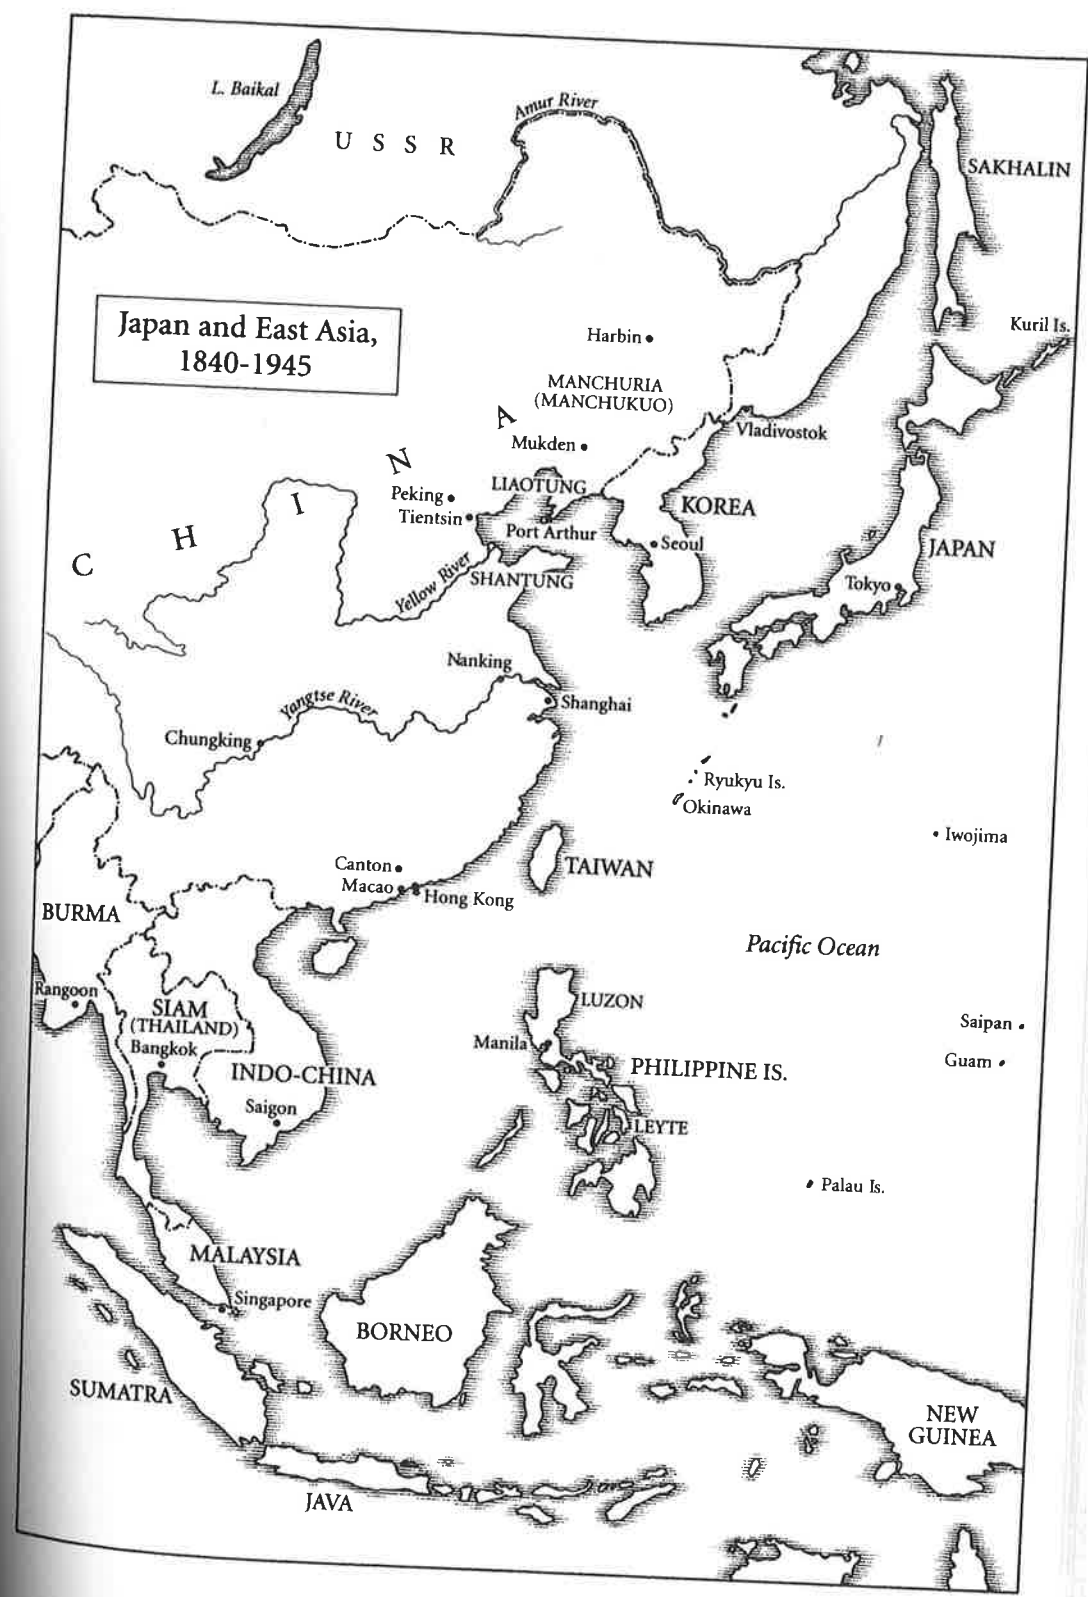 L. Baikal
U S S R
Amur River
SAKHALIN
Japan and East Asia,
1840-1945
Kuril Is.
Harbin
MANCHURIA
(MANCHUKUO)
Vladivostok
Mukden
C H I N A
Peking
Tientsin
LIAOTUNG
Port Arthur
KOREA
Seoul
JAPAN
Tokyo
Yellow River
SHANTUNG
Nanking
Shanghai
Yangtse River
Chungking
Ryukyu Is.
Okinawa
Iwojima
TAIWAN
Canton
Macao
Hong Kong
BURMA
Pacific Ocean
Rangoon
SIAM
(THAILAND)
Bangkok
INDO-CHINA
Saigon
LUZON
Manila
PHILIPPINE IS.
LEYTE
Saipan
Guam
Palau Is.
MALAYSIA
Singapore
BORNEO
SUMATRA
NEW
GUINEA
JAVA